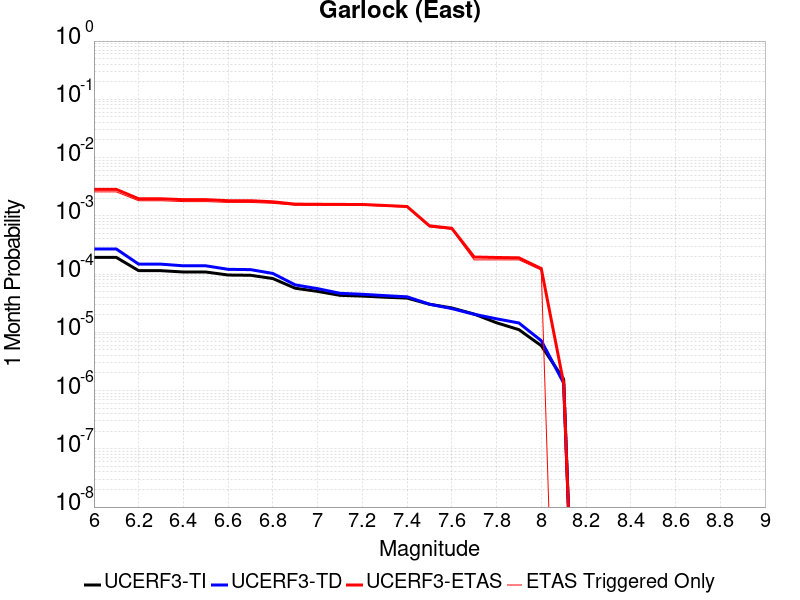 Garlock (East)
10^0
10^-1
10^-2
10^-3
10^-4
10^-5
10^-6
10^-7
10^-8
1 Month Probability
6 6.2 6.4 6.6 6.8 7 7.2 7.4 7.6 7.8 8 8.2 8.4 8.6 8.8 9
Magnitude
UCERF3-TI UCERF3-TD UCERF3-ETAS ETAS Triggered Only